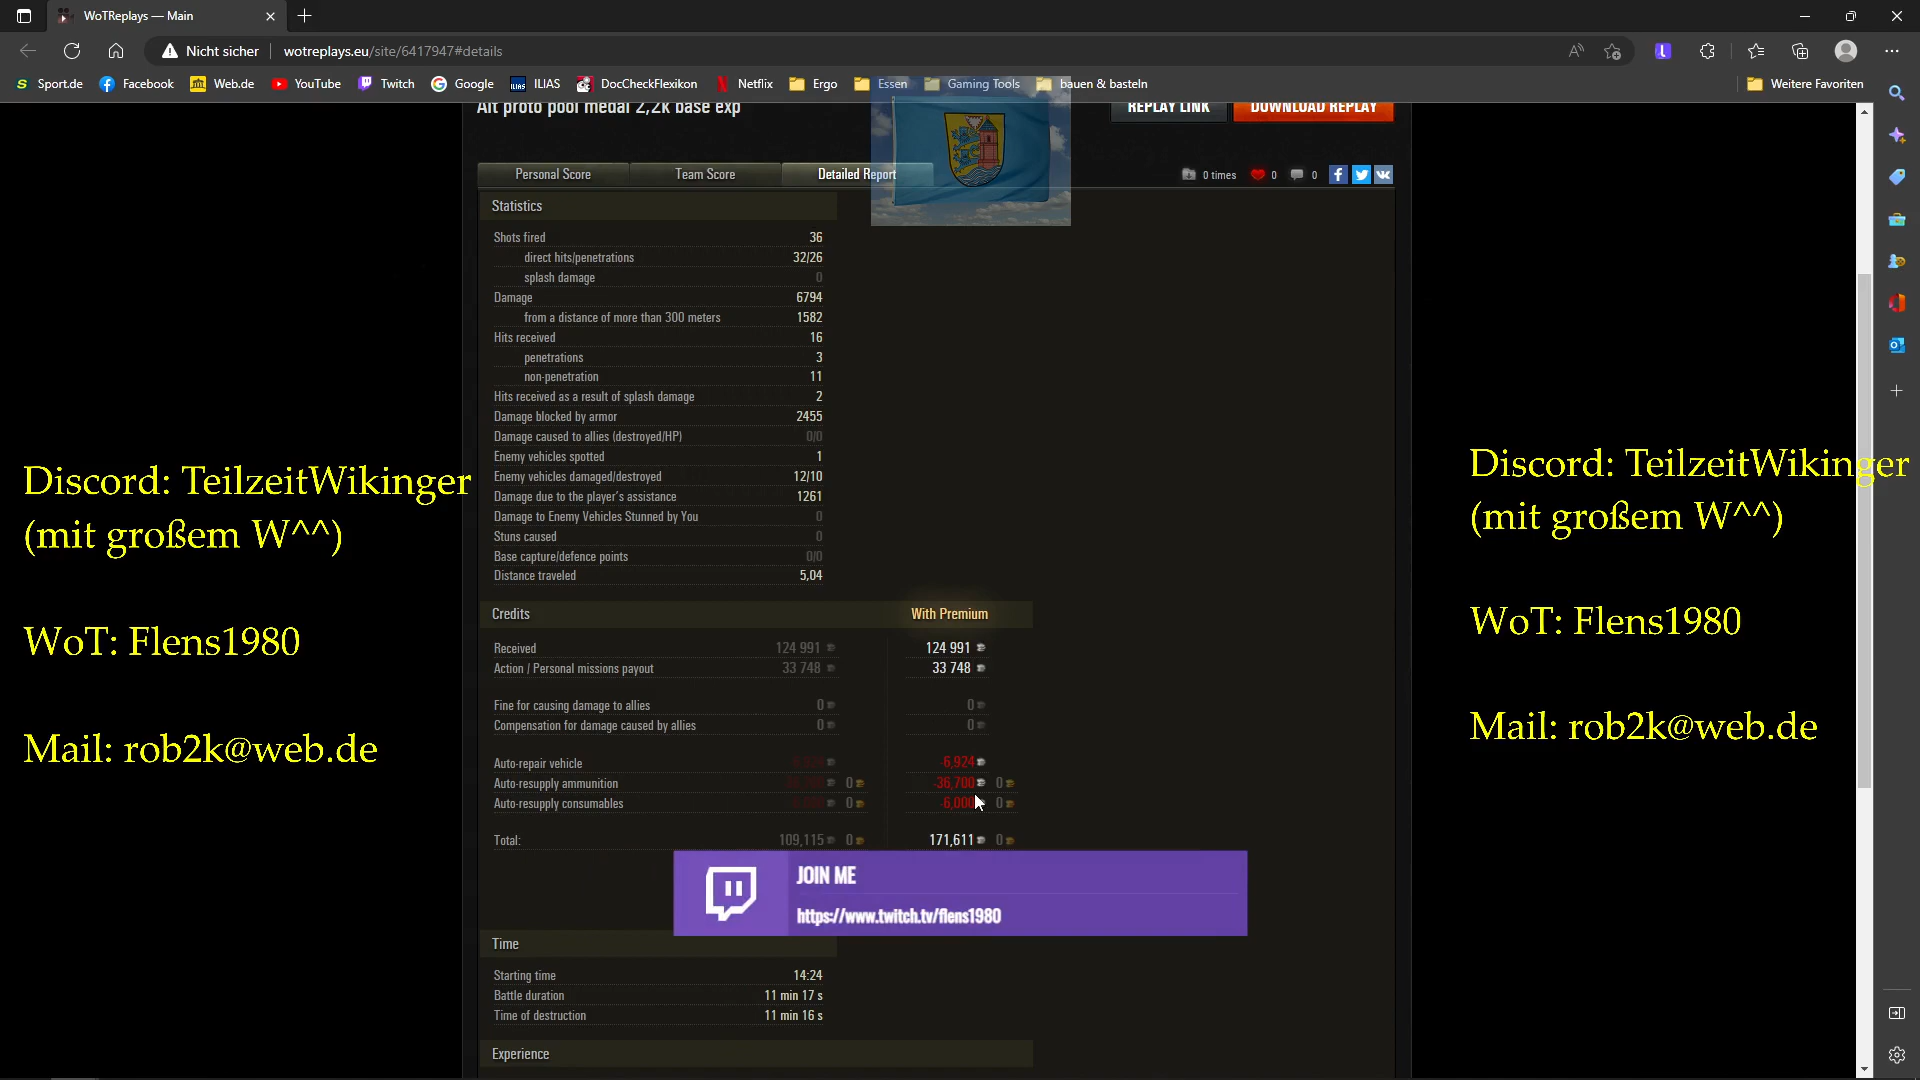 WoTReplays — Main
Nicht sicher wotreplays.eu/site/6417947#details
Sport.de Facebook Web.de YouTube Twitch Google ILIAS DocCheckFlexikon Netflix Ergo Essen Gaming Tools bauen & basteln Weitere Favoriten
Alt proto pool medal 2,2k base exp REPLAY LINK DOWNLOAD REPLAY
Personal Score Team Score Detailed Report 0 times 0 0
Statistics
Shots fired 36
direct hits/penetrations 32/26
splash damage 0
Damage 6794
from a distance of more than 300 meters 1582
Hits received 16
penetrations 3
non-penetration 11
Hits received as a result of splash damage 2
Damage blocked by armor 2455
Damage caused to allies (destroyed/HP) 0/0
Enemy vehicles spotted 1
Enemy vehicles damaged/destroyed 12/10
Damage due to the player's assistance 1261
Damage to Enemy Vehicles Stunned by You 0
Stuns caused 0
Base capture/defence points 0/0
Distance traveled 5,04
Credits With Premium
Received 124 991 124 991
Action / Personal missions payout 33 748 33 748
Fine for causing damage to allies 0 0
Compensation for damage caused by allies 0 0
Auto-repair vehicle -6,924
Auto-resupply ammunition 0 -36,700 0
Auto-resupply consumables 0 -6,000 0
Total: 109,115 0 171,611 0
JOIN ME
https://www.twitch.tv/flens1980
Time
Starting time 14:24
Battle duration 11 min 17 s
Time of destruction 11 min 16 s
Experience
Discord: TeilzeitWikinger
(mit großem W^^)
WoT: Flens1980
Mail: rob2k@web.de
Discord: TeilzeitWikinger
(mit großem W^^)
WoT: Flens1980
Mail: rob2k@web.de